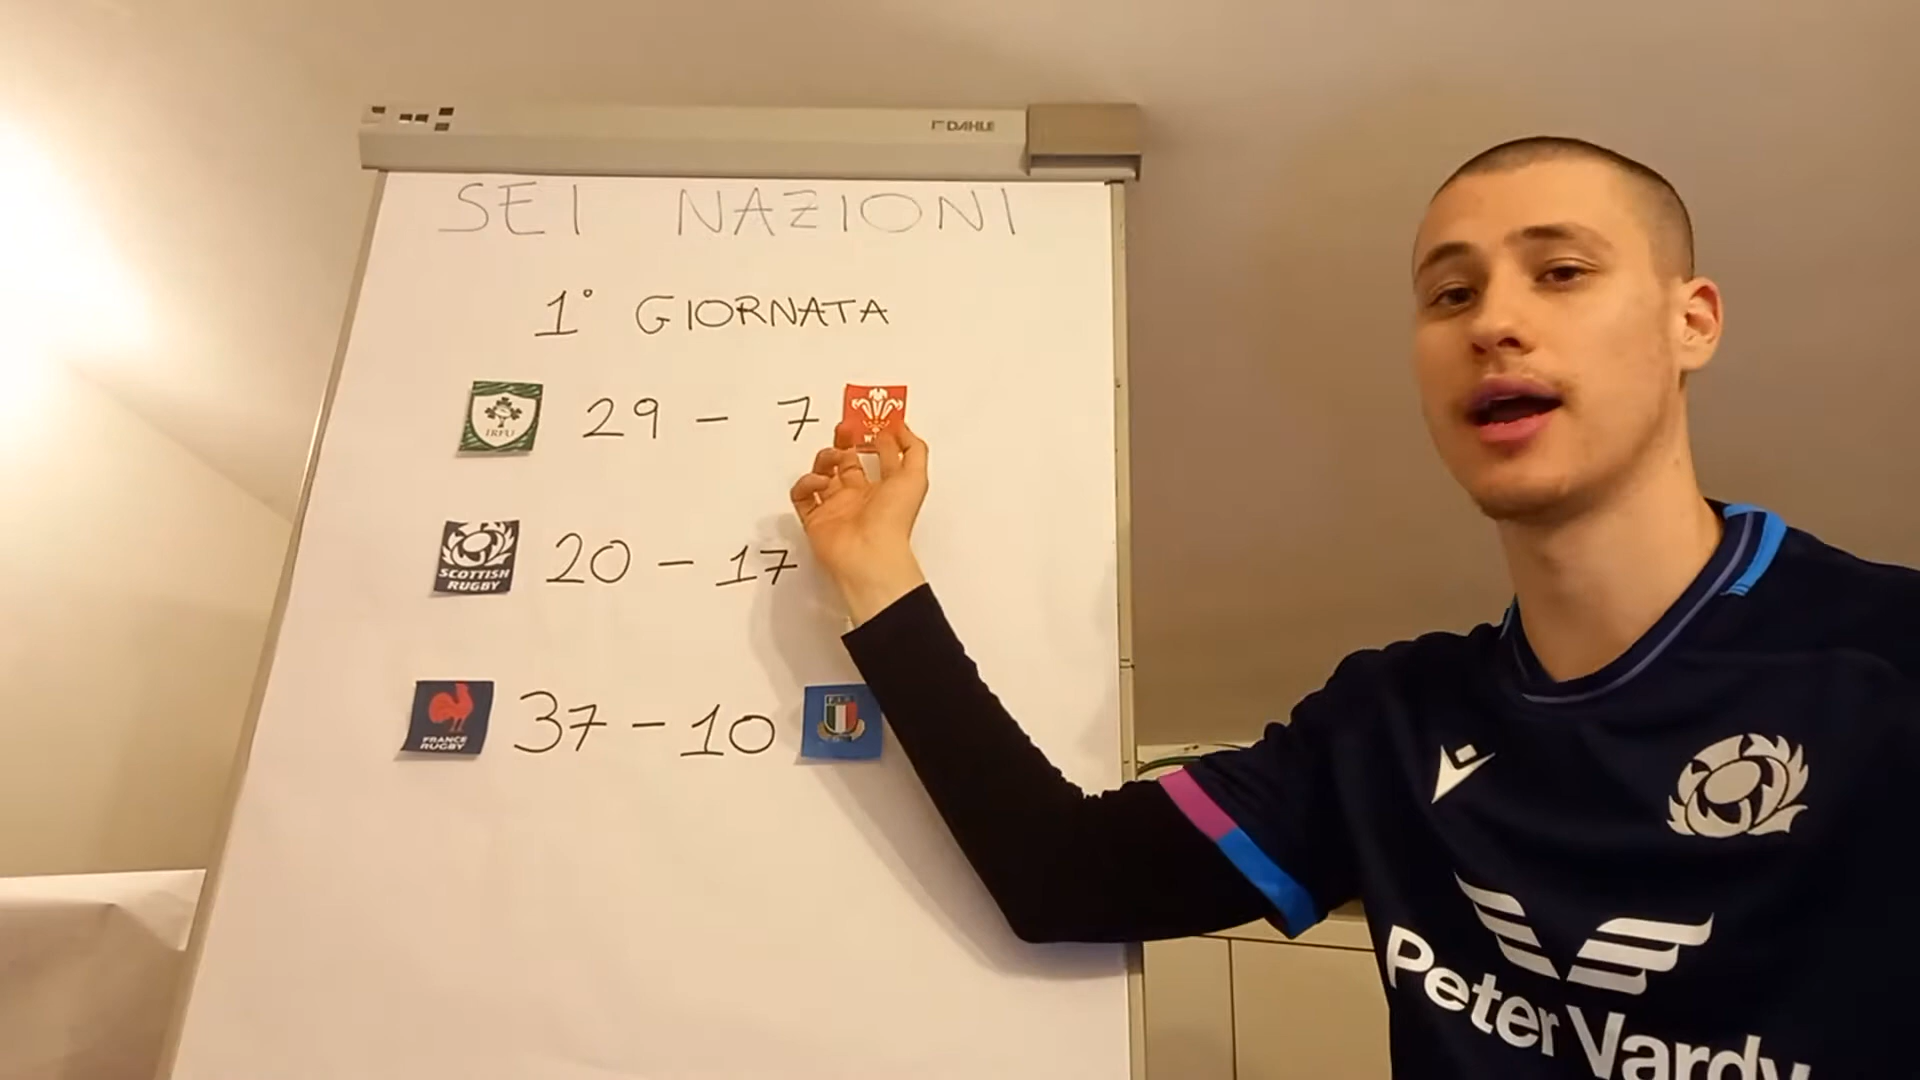 DAHLE
SEI NAZIONI
1° GIORNATA
IRFU 29 - 7
SCOTTISH RUGBY 20 - 17
FRANCE RUGBY 37 - 10
Peter Vardy